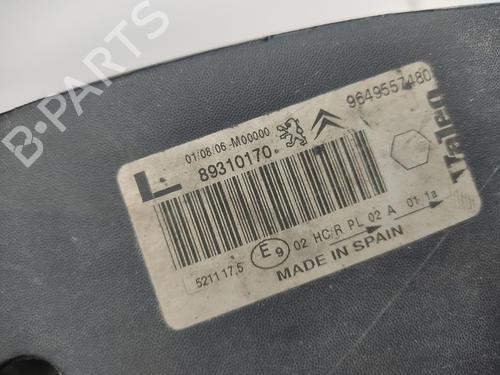 B-PARTS
01/08/06-M00000
9649557480
L
89310170
Valeo
521117,5
E9
02 HC/R PL 02 A 01 1a
MADE IN SPAIN